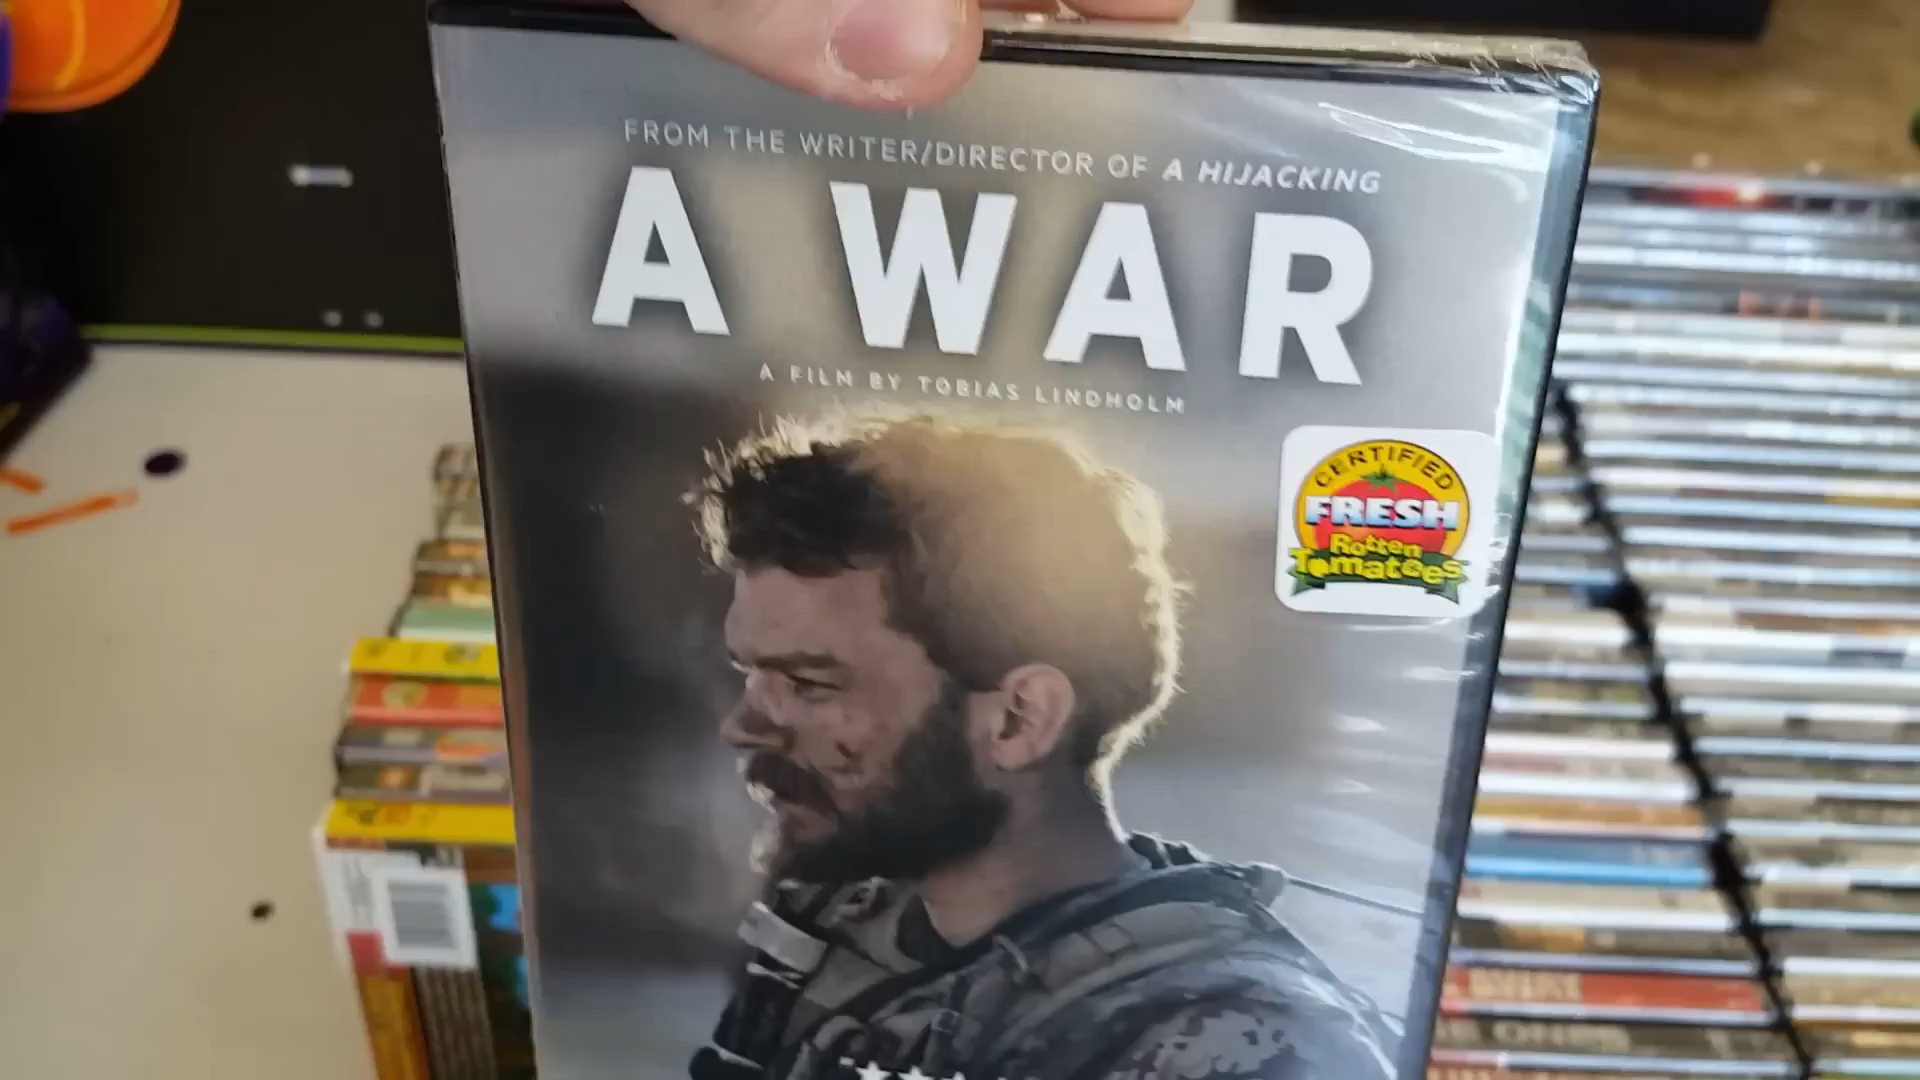 FROM THE WRITER/DIRECTOR OF A HIJACKING
A WAR
A FILM BY TOBIAS LINDHOLM
CERTIFIED
FRESH
Rotten
Tomatoes